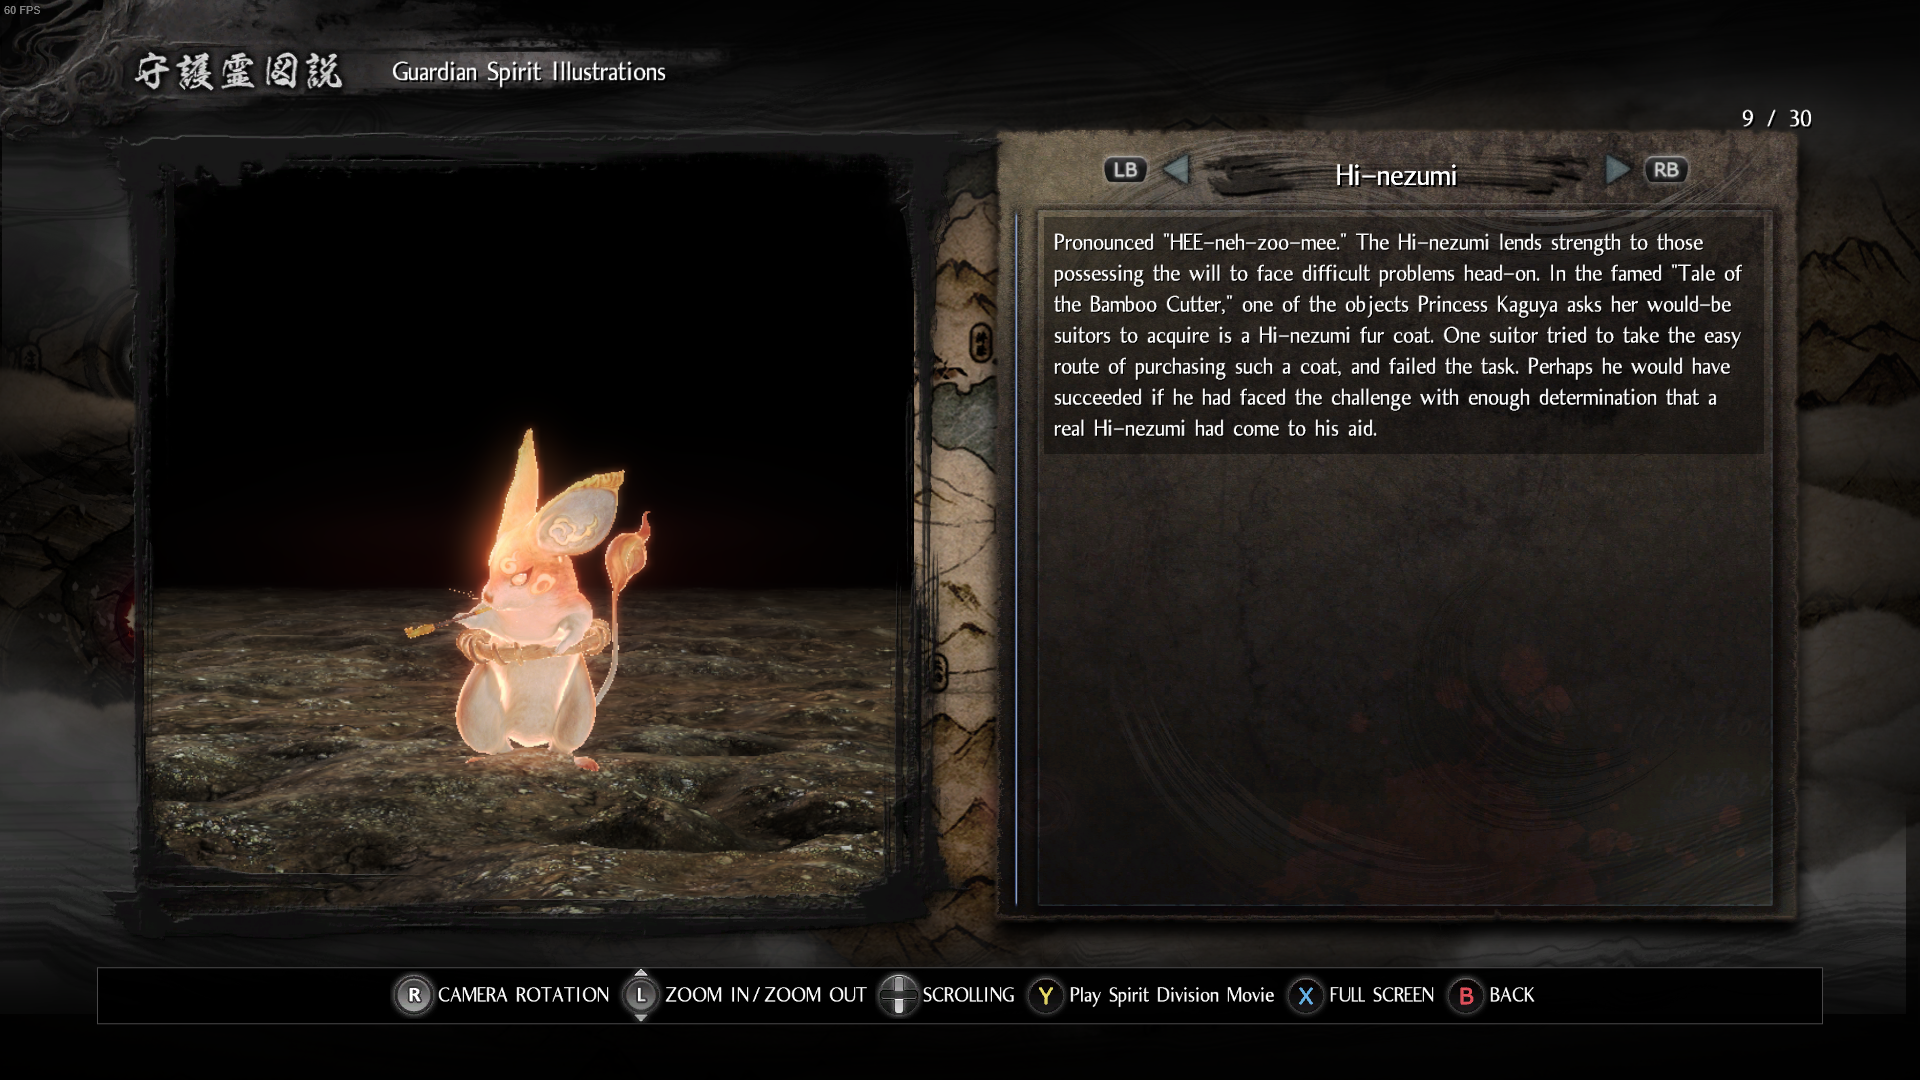 60 FPS
守護霊図説 Guardian Spirit Illustrations
9 / 30
LB Hi-nezumi RB
Pronounced "HEE-neh-zoo-mee." The Hi-nezumi lends strength to those
possessing the will to face difficult problems head-on. In the famed "Tale of
the Bamboo Cutter," one of the objects Princess Kaguya asks her would-be
suitors to acquire is a Hi-nezumi fur coat. One suitor tried to take the easy
route of purchasing such a coat, and failed the task. Perhaps he would have
succeeded if he had faced the challenge with enough determination that a
real Hi-nezumi had come to his aid.
R CAMERA ROTATION L ZOOM IN/ZOOM OUT SCROLLING Y Play Spirit Division Movie X FULL SCREEN B BACK